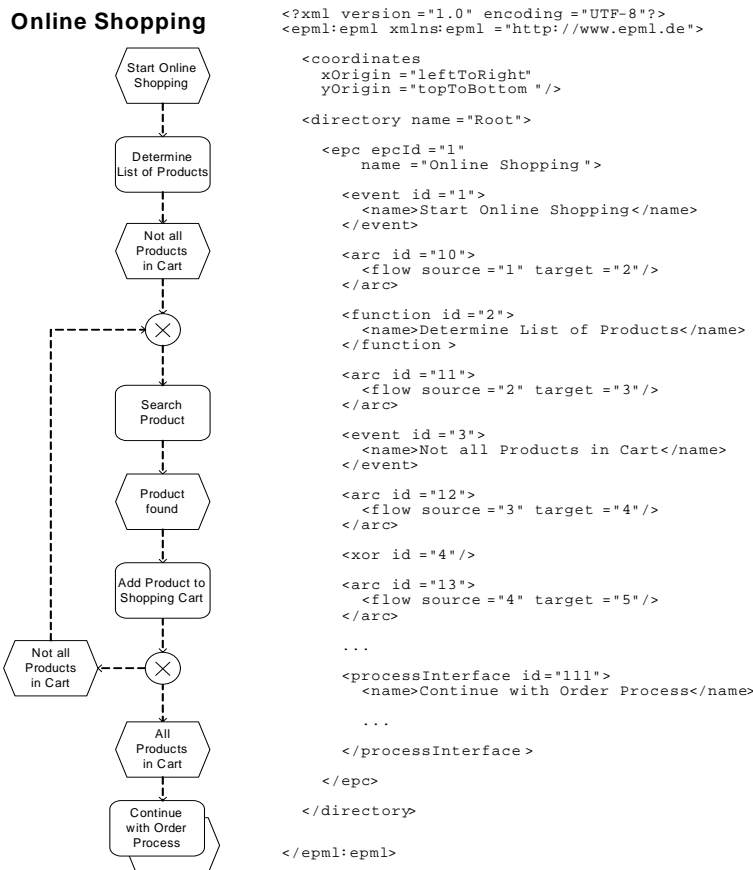 Online Shopping
Start Online
Shopping
Determine
List of Products
Not all
Products
in Cart
Search
Product
Product
found
Add Product to
Shopping Cart
Not all
Products
in Cart
All
Products
in Cart
Continue
with Order
Process
<?xml version="1.0" encoding="UTF-8"?>
<epml:epml xmlns:epml="http://www.epml.de">
<coordinates
xOrigin="leftToRight"
yOrigin="topToBottom"/>
<directory name="Root">
<epc epcId="1"
name="Online Shopping">
<event id="1">
<name>Start Online Shopping</name>
</event>
<arc id="10">
<flow source="1" target="2"/>
</arc>
<function id="2">
<name>Determine List of Products</name>
</function>
<arc id="11">
<flow source="2" target="3"/>
</arc>
<event id="3">
<name>Not all Products in Cart</name>
</event>
<arc id="12">
<flow source="3" target="4"/>
</arc>
<xor id="4"/>
<arc id="13">
<flow source="4" target="5"/>
</arc>
...
<processInterface id="111">
<name>Continue with Order Process</name>
...
</processInterface>
</epc>
</directory>
</epml:epml>